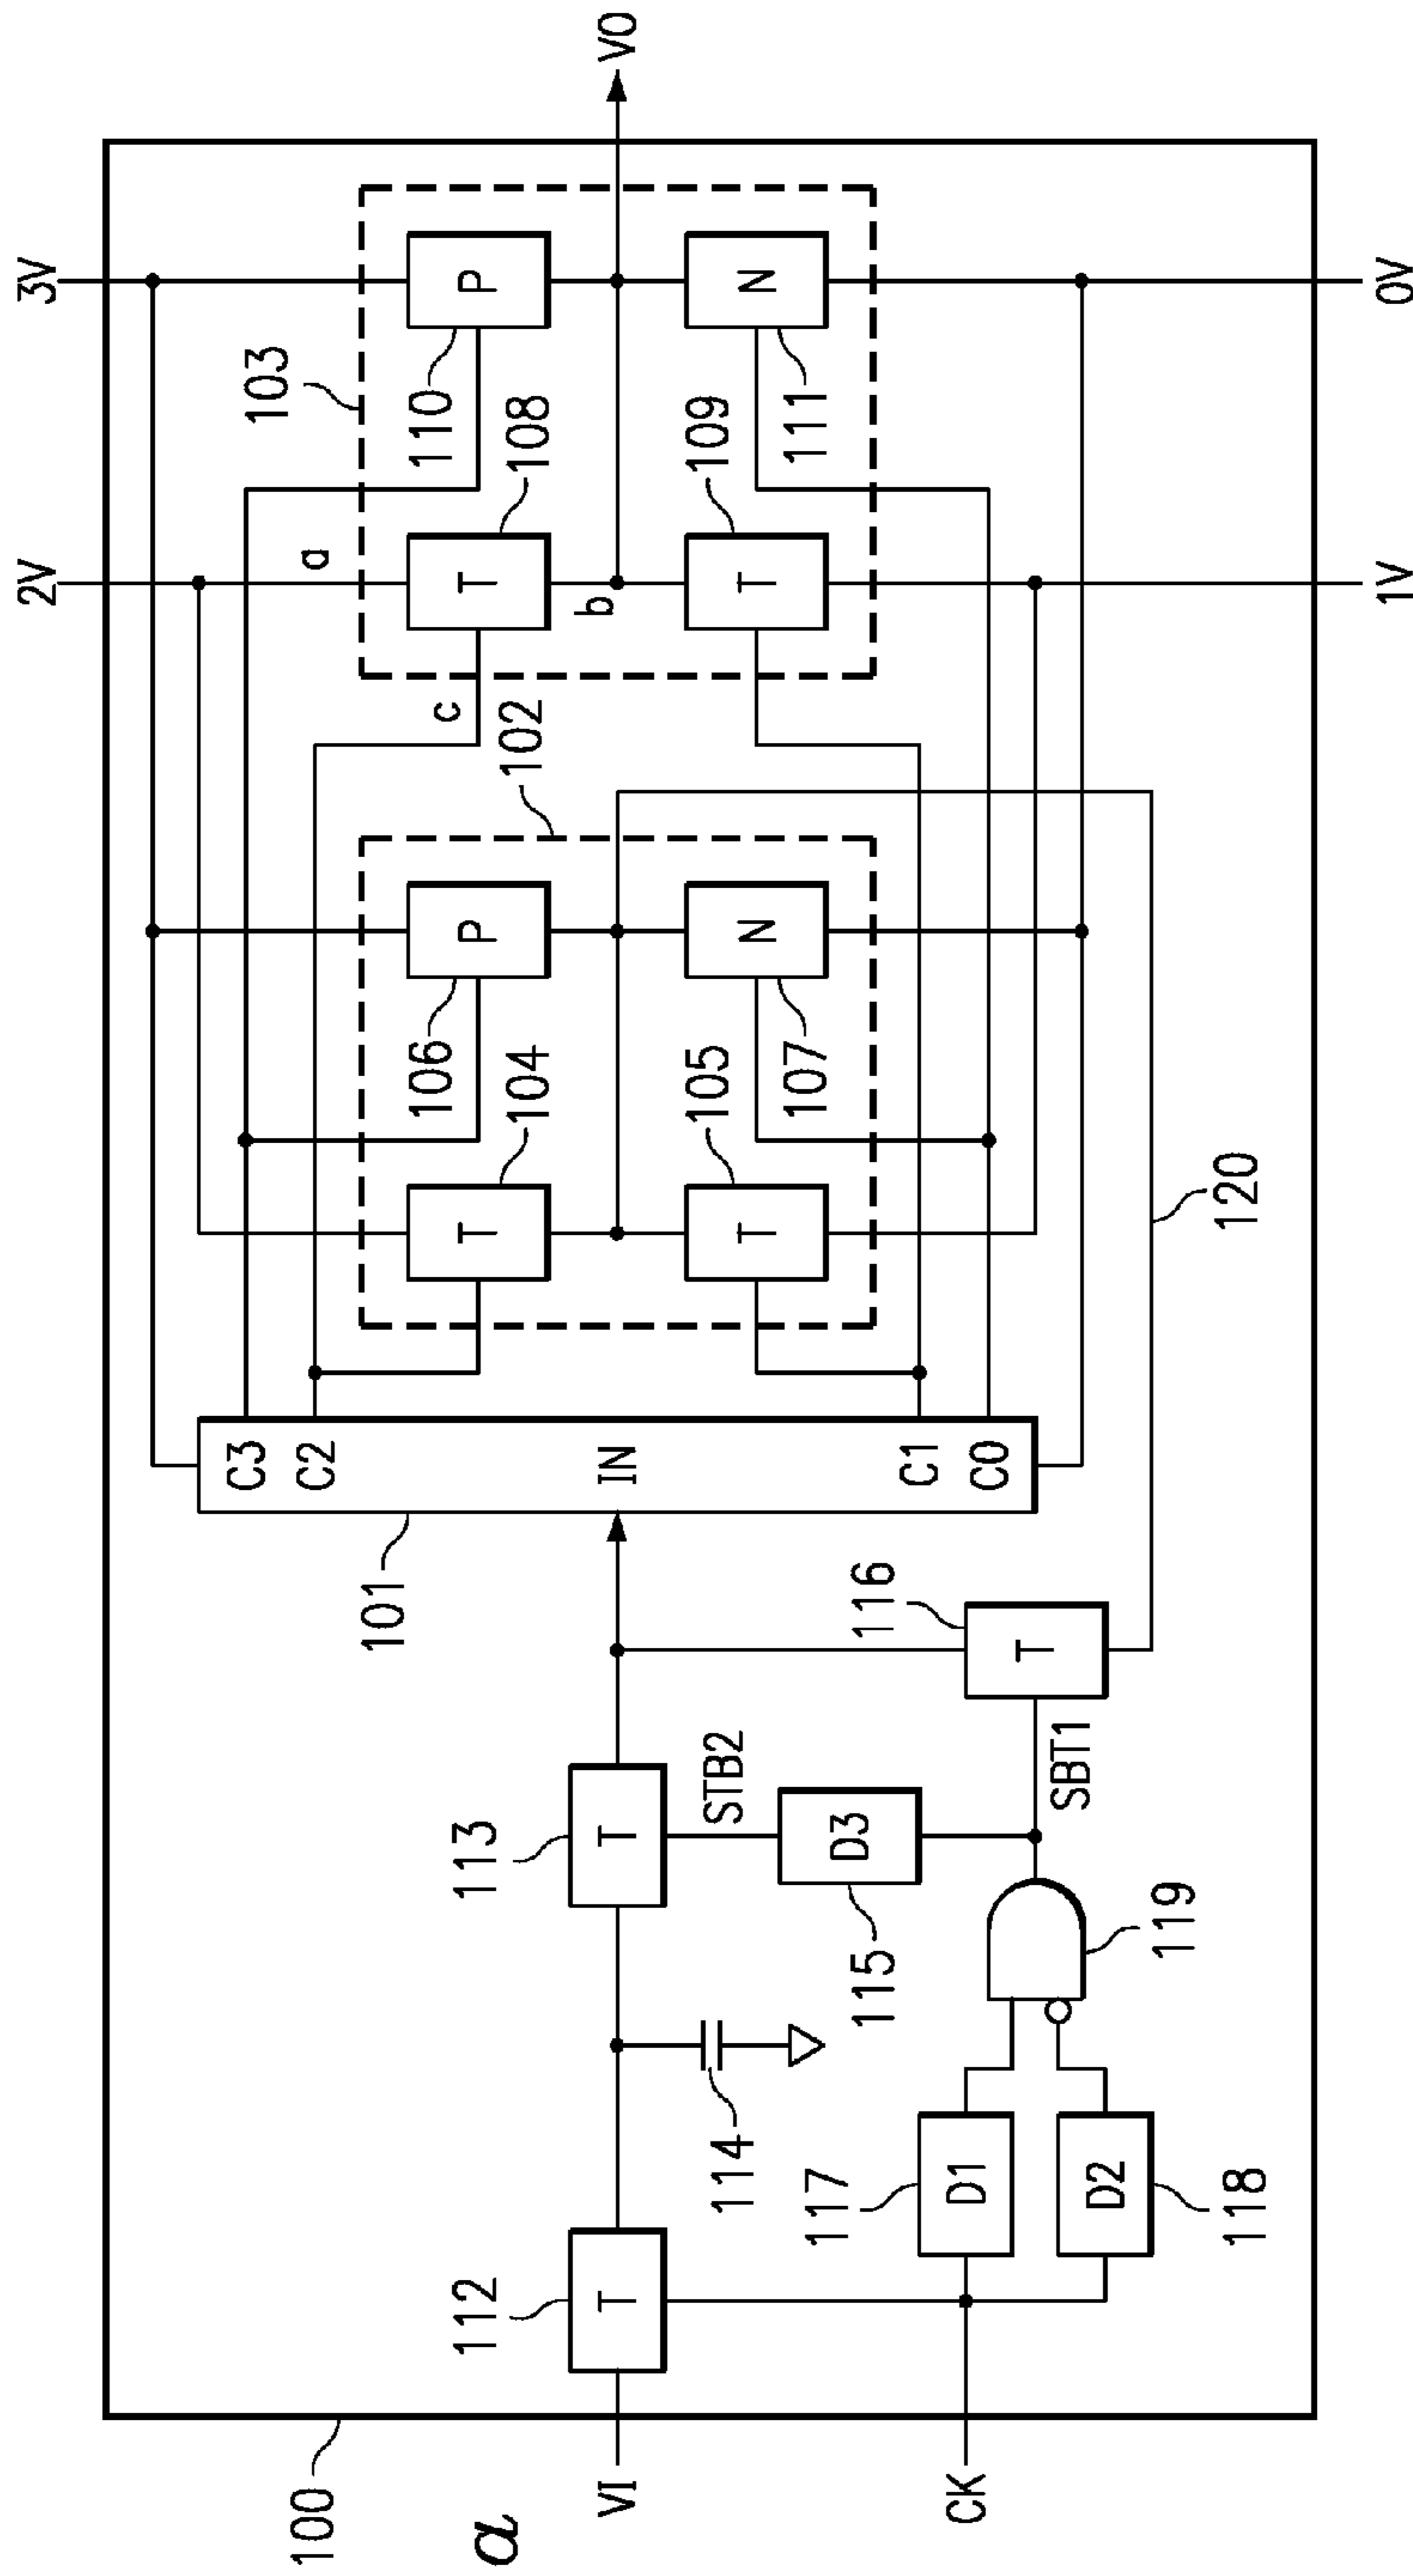 2V
3V
103
a
110
P
108
T
c
b
VO
102
109
T
111
N
106
P
104
T
105
T
107
N
C3
C2
IN
C1
C0
101
116
T
120
113
T
STB2
SBT1
D3
115
119
112
T
114
117
D1
D2
118
100
VI
CK
1V
0V
a